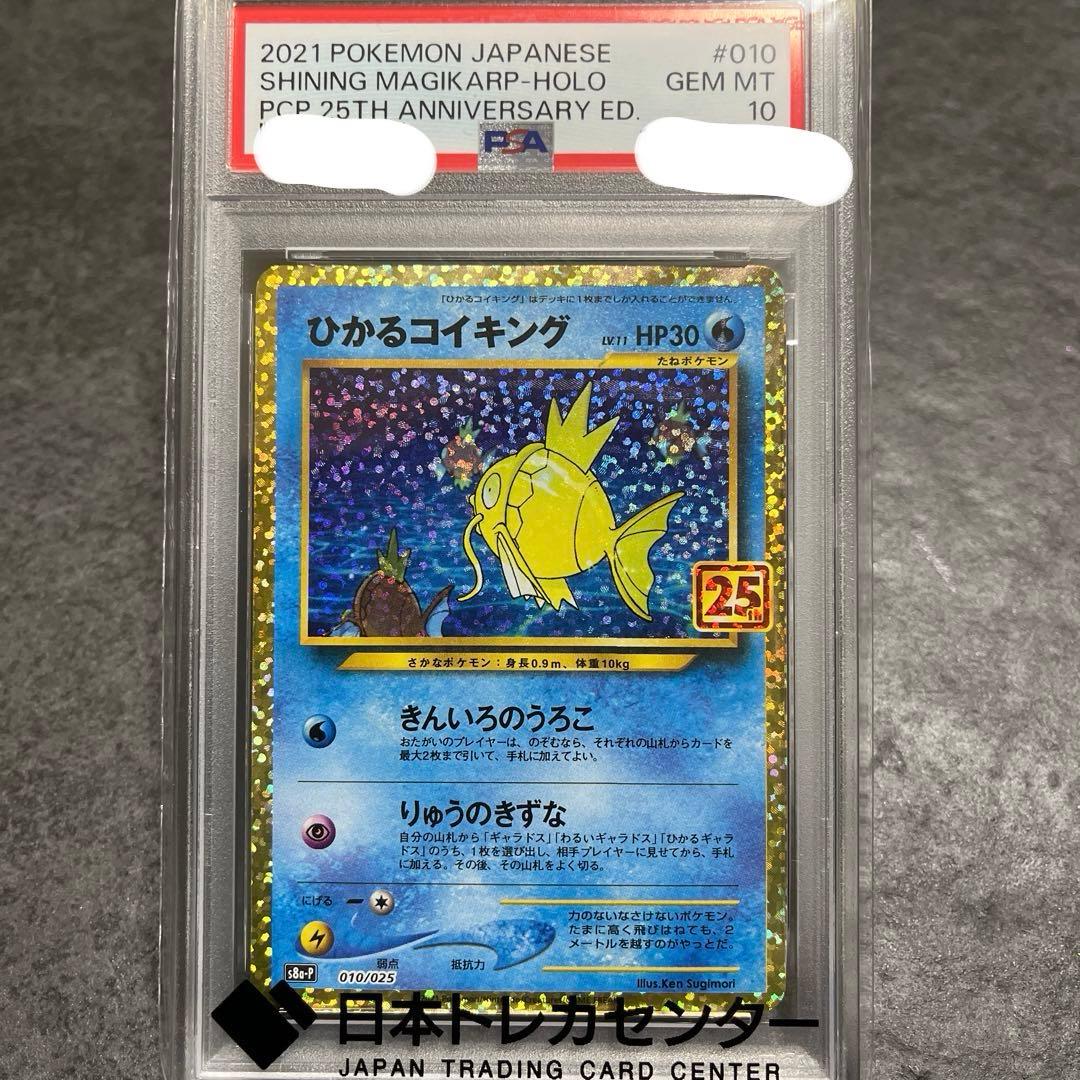 2021 POKEMON JAPANESE #010
SHINING MAGIKARP-HOLO GEM MT
PCP 25TH ANNIVERSARY ED. 10
PSA
「ひかるコイキング」はデッキに1枚までしか入れることができません。
ひかるコイキング LV.11 HP30
たねポケモン
25th
さかなポケモン：身長0.9m、体重10kg
きんいろのうろこ
おたがいのプレイヤーは、のぞむなら、それぞれの山札からカードを
最大2枚まで引いて、手札に加えてよい。
りゅうのきずな
自分の山札から「ギャラドス」「わるいギャラドス」「ひかるギャラ
ドス」のうち、1枚を選び出し、相手プレイヤーに見せてから、手札
に加える。その後、その山札をよく切る。
にげる
力のないなさけないポケモン。
たまに高く飛びはねても、2
メートルを越すのがやっとだ。
弱点 抵抗力
s8a-P 010/025
Illus.Ken Sugimori
日本トレカセンター
JAPAN TRADING CARD CENTER